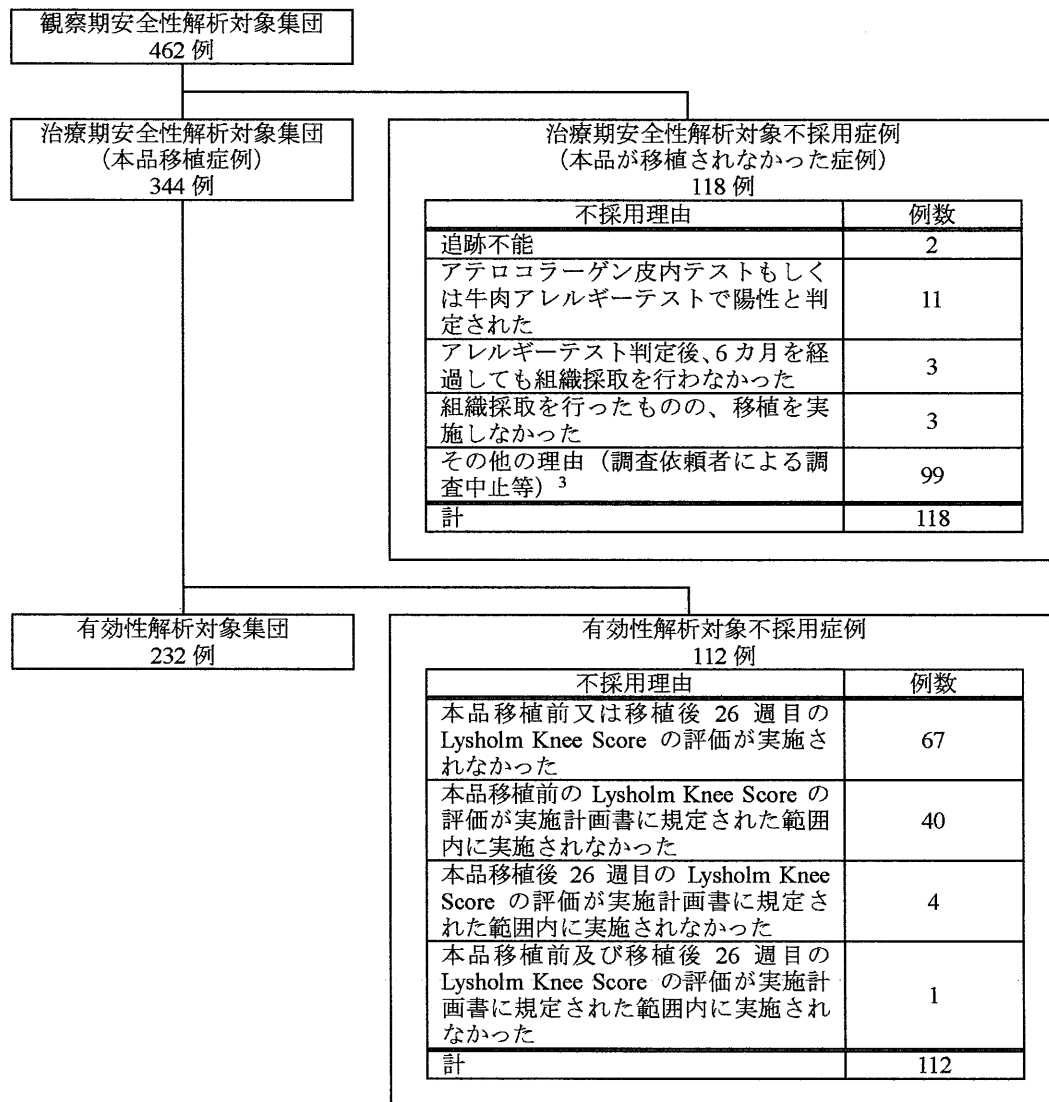 観察期安全性解析対象集団
462 例
治療期安全性解析対象集団
（本品移植症例）
344 例
治療期安全性解析対象不採用症例
（本品が移植されなかった症例）
118 例
不採用理由 例数
追跡不能 2
アテロコラーゲン皮内テストもしく
は牛肉アレルギーテストで陽性と判
定された
11
アレルギーテスト判定後、6 カ月を経
過しても組織採取を行わなかった
3
組織採取を行ったものの、移植を実
施しなかった
3
その他の理由（調査依頼者による調
査中止等）3
99
計 118
有効性解析対象集団
232 例
有効性解析対象不採用症例
112 例
不採用理由 例数
本品移植前又は移植後 26 週目の
Lysholm Knee Score の評価が実施さ
れなかった
67
本品移植前の Lysholm Knee Score の
評価が実施計画書に規定された範囲
内に実施されなかった
40
本品移植後 26 週目の Lysholm Knee
Score の評価が実施計画書に規定さ
れた範囲内に実施されなかった
4
本品移植前及び移植後 26 週目の
Lysholm Knee Score の評価が実施計
画書に規定された範囲内に実施され
なかった
1
計 112